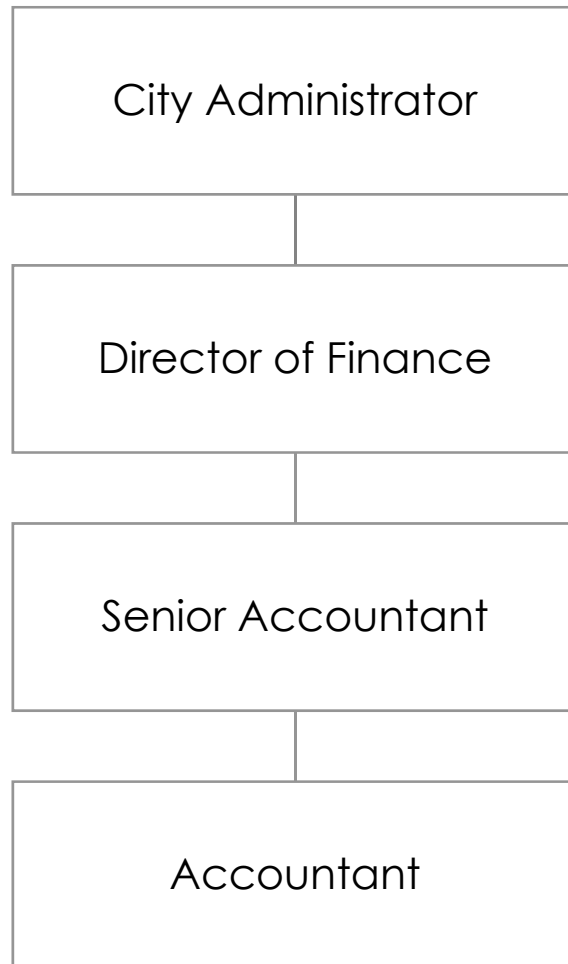 City Administrator
Director of Finance
Senior Accountant
Accountant